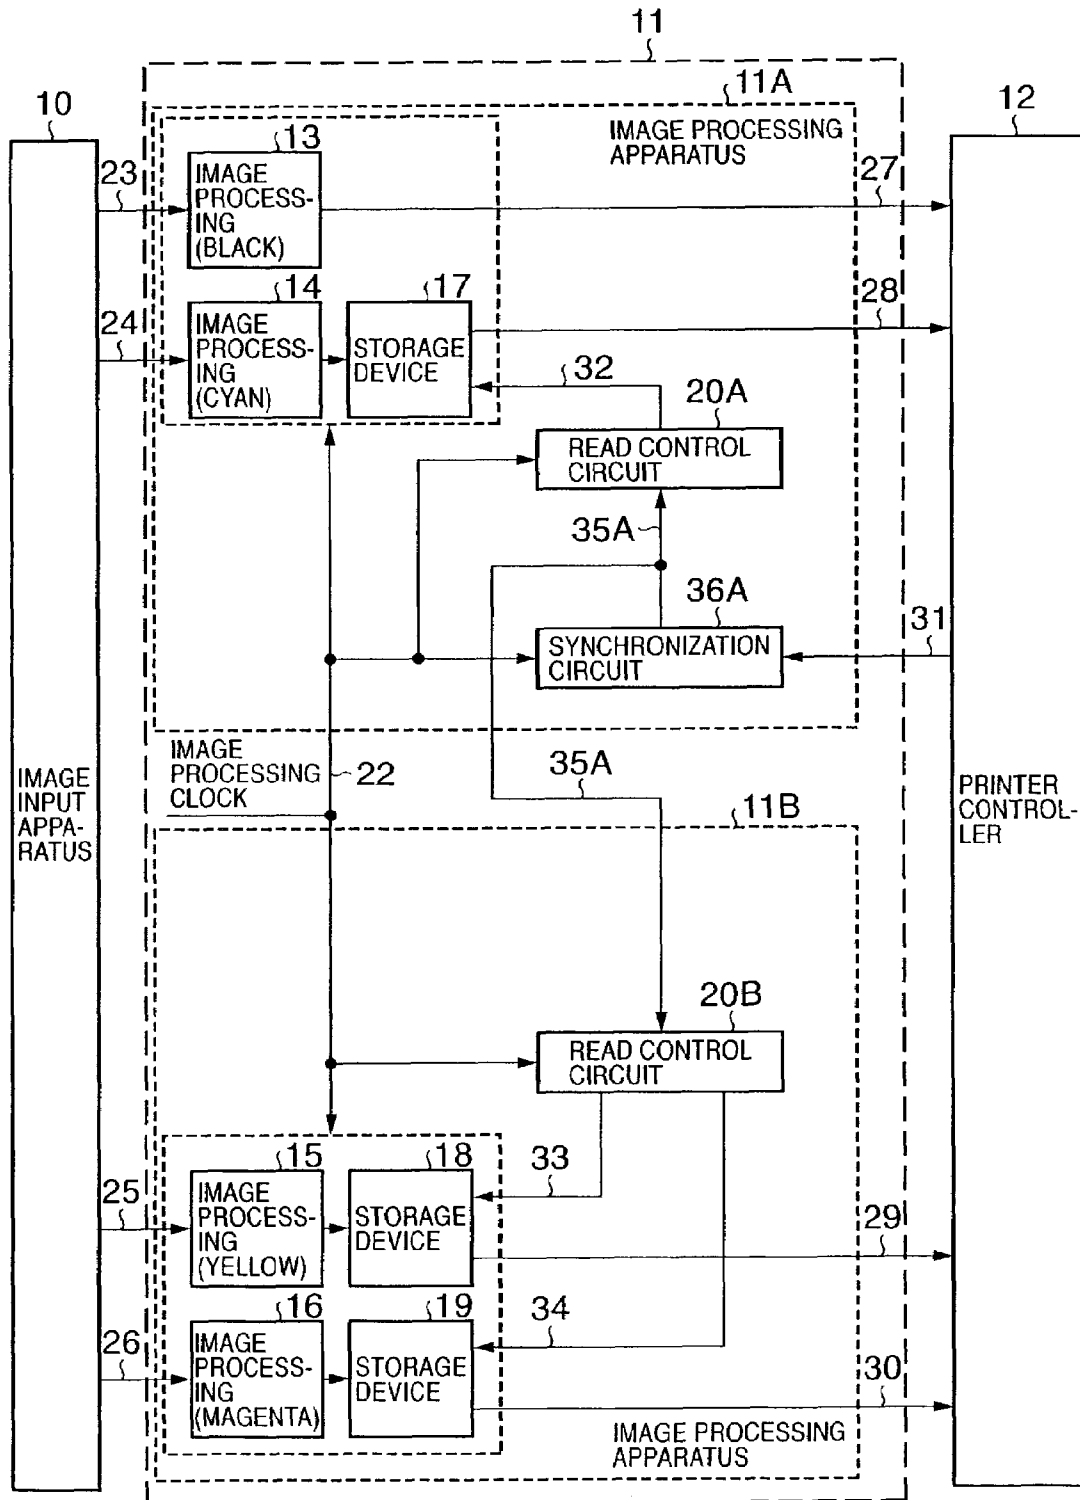 11
11A
10
12
IMAGE PROCESSING
APPARATUS
13
23
IMAGE
PROCESS-
ING
(BLACK)
27
14
17
28
24
IMAGE
PROCESS-
ING
(CYAN)
STORAGE
DEVICE
32
20A
READ CONTROL
CIRCUIT
35A
36A
31
SYNCHRONIZATION
CIRCUIT
IMAGE
PROCESSING
CLOCK
22
35A
11B
IMAGE
INPUT
APPA-
RATUS
PRINTER
CONTROL-
LER
20B
READ CONTROL
CIRCUIT
15
18
33
25
IMAGE
PROCESS-
ING
(YELLOW)
STORAGE
DEVICE
29
16
19
34
26
IMAGE
PROCESS-
ING
(MAGENTA)
STORAGE
DEVICE
30
IMAGE PROCESSING
APPARATUS